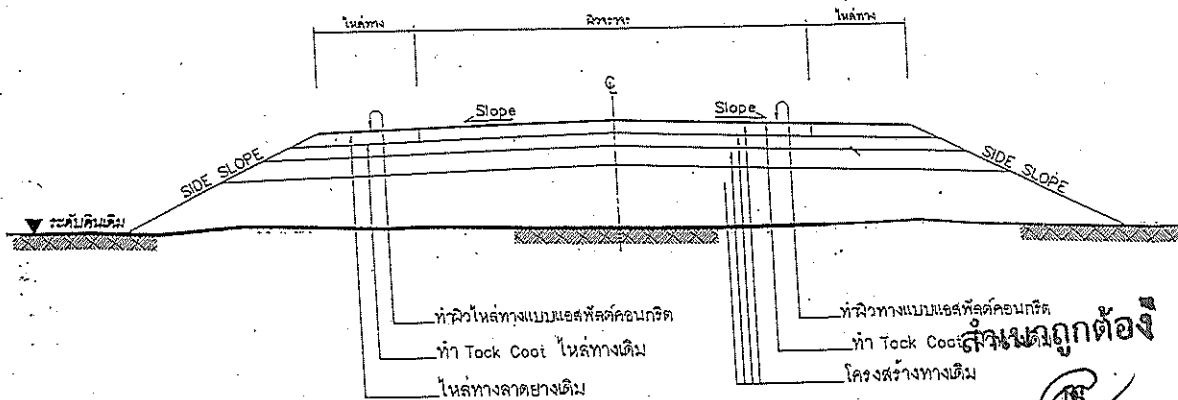 ไหล่ทาง ผิวจราจร ไหล่ทาง
℄
Slope Slope
SIDE SLOPE SIDE SLOPE
ระดับดินเดิม
ทำผิวไหล่ทางแบบแอสฟัลต์คอนกรีต
ทำ Tack Coat ไหล่ทางเดิม
ไหล่ทางลาดยางเดิม
ทำผิวทางแบบแอสฟัลต์คอนกรีต
ทำ Tack Coat
โครงสร้างทางเดิม
สำเนาถูกต้อง